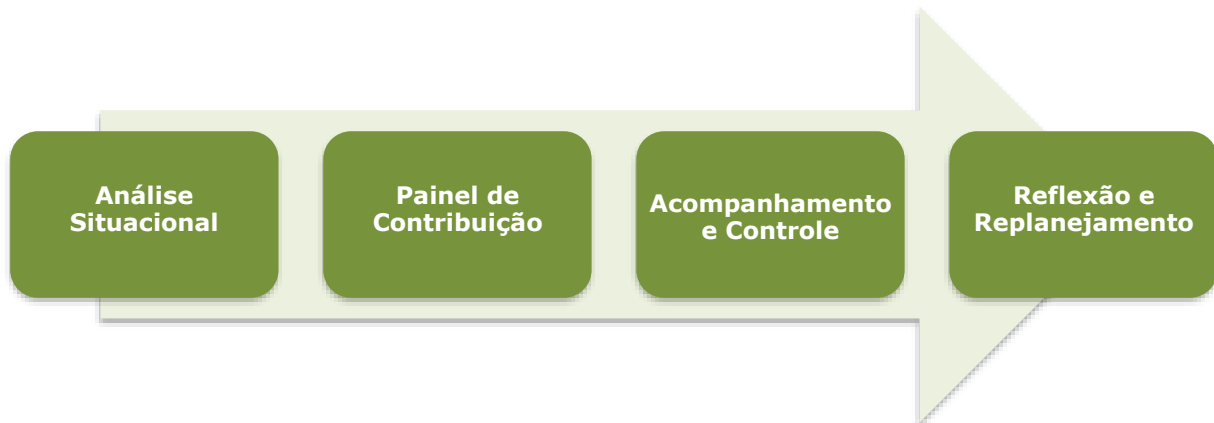 Análise
Situacional
Painel de
Contribuição
Acompanhamento
e Controle
Reflexão e
Replanejamento